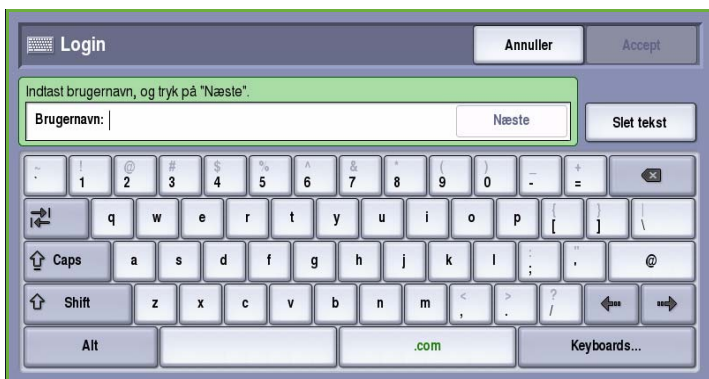 Login Annuller Accept
Indtast brugernavn, og tryk på "Næste".
Brugernavn: Næste Slet tekst
~ ! @ # $ % ^ & * ( ) _ +
1 2 3 4 5 6 7 8 9 0 - =
q w e r t y u i o p { [ } ] | \
Caps a s d f g h j k l : ; " ' @
Shift z x c v b n m < , > . ? /
Alt .com Keyboards...